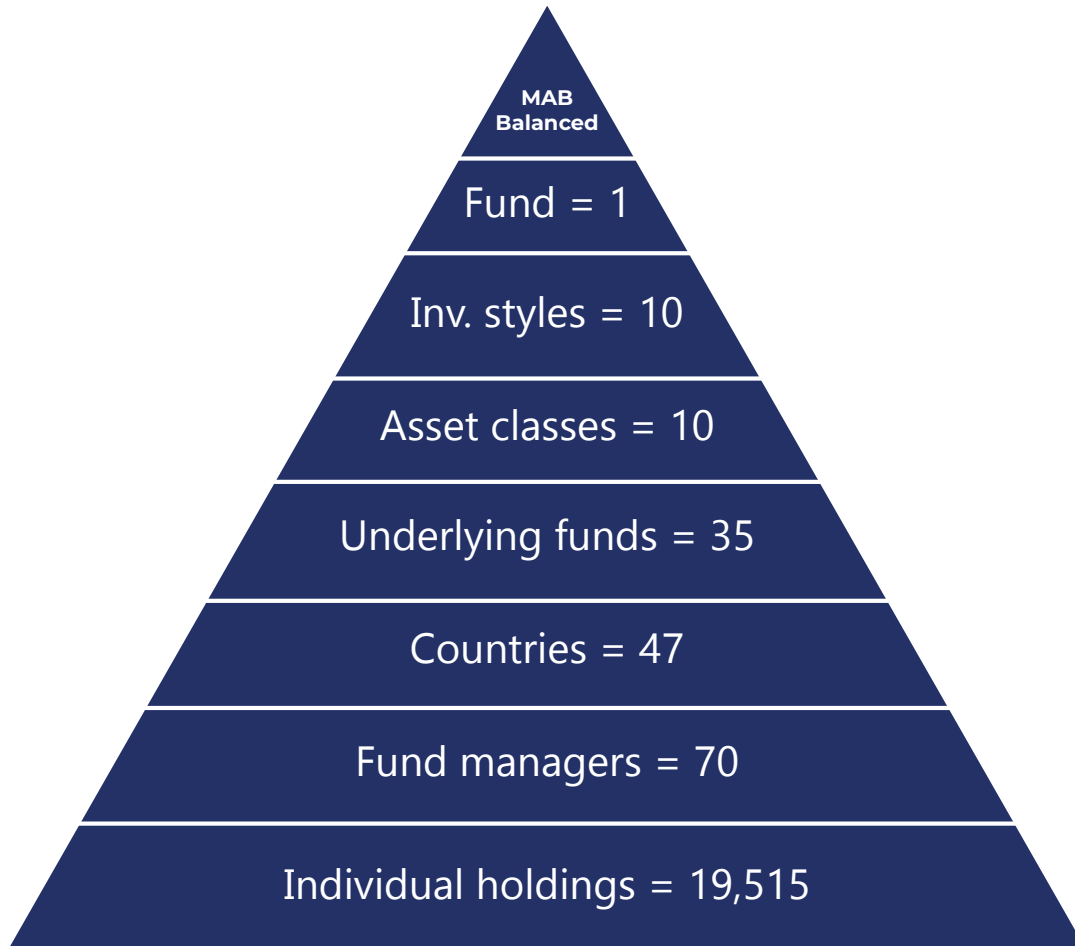 MAB
Balanced
Fund = 1
Inv. styles = 10
Asset classes = 10
Underlying funds = 35
Countries = 47
Fund managers = 70
Individual holdings = 19,515